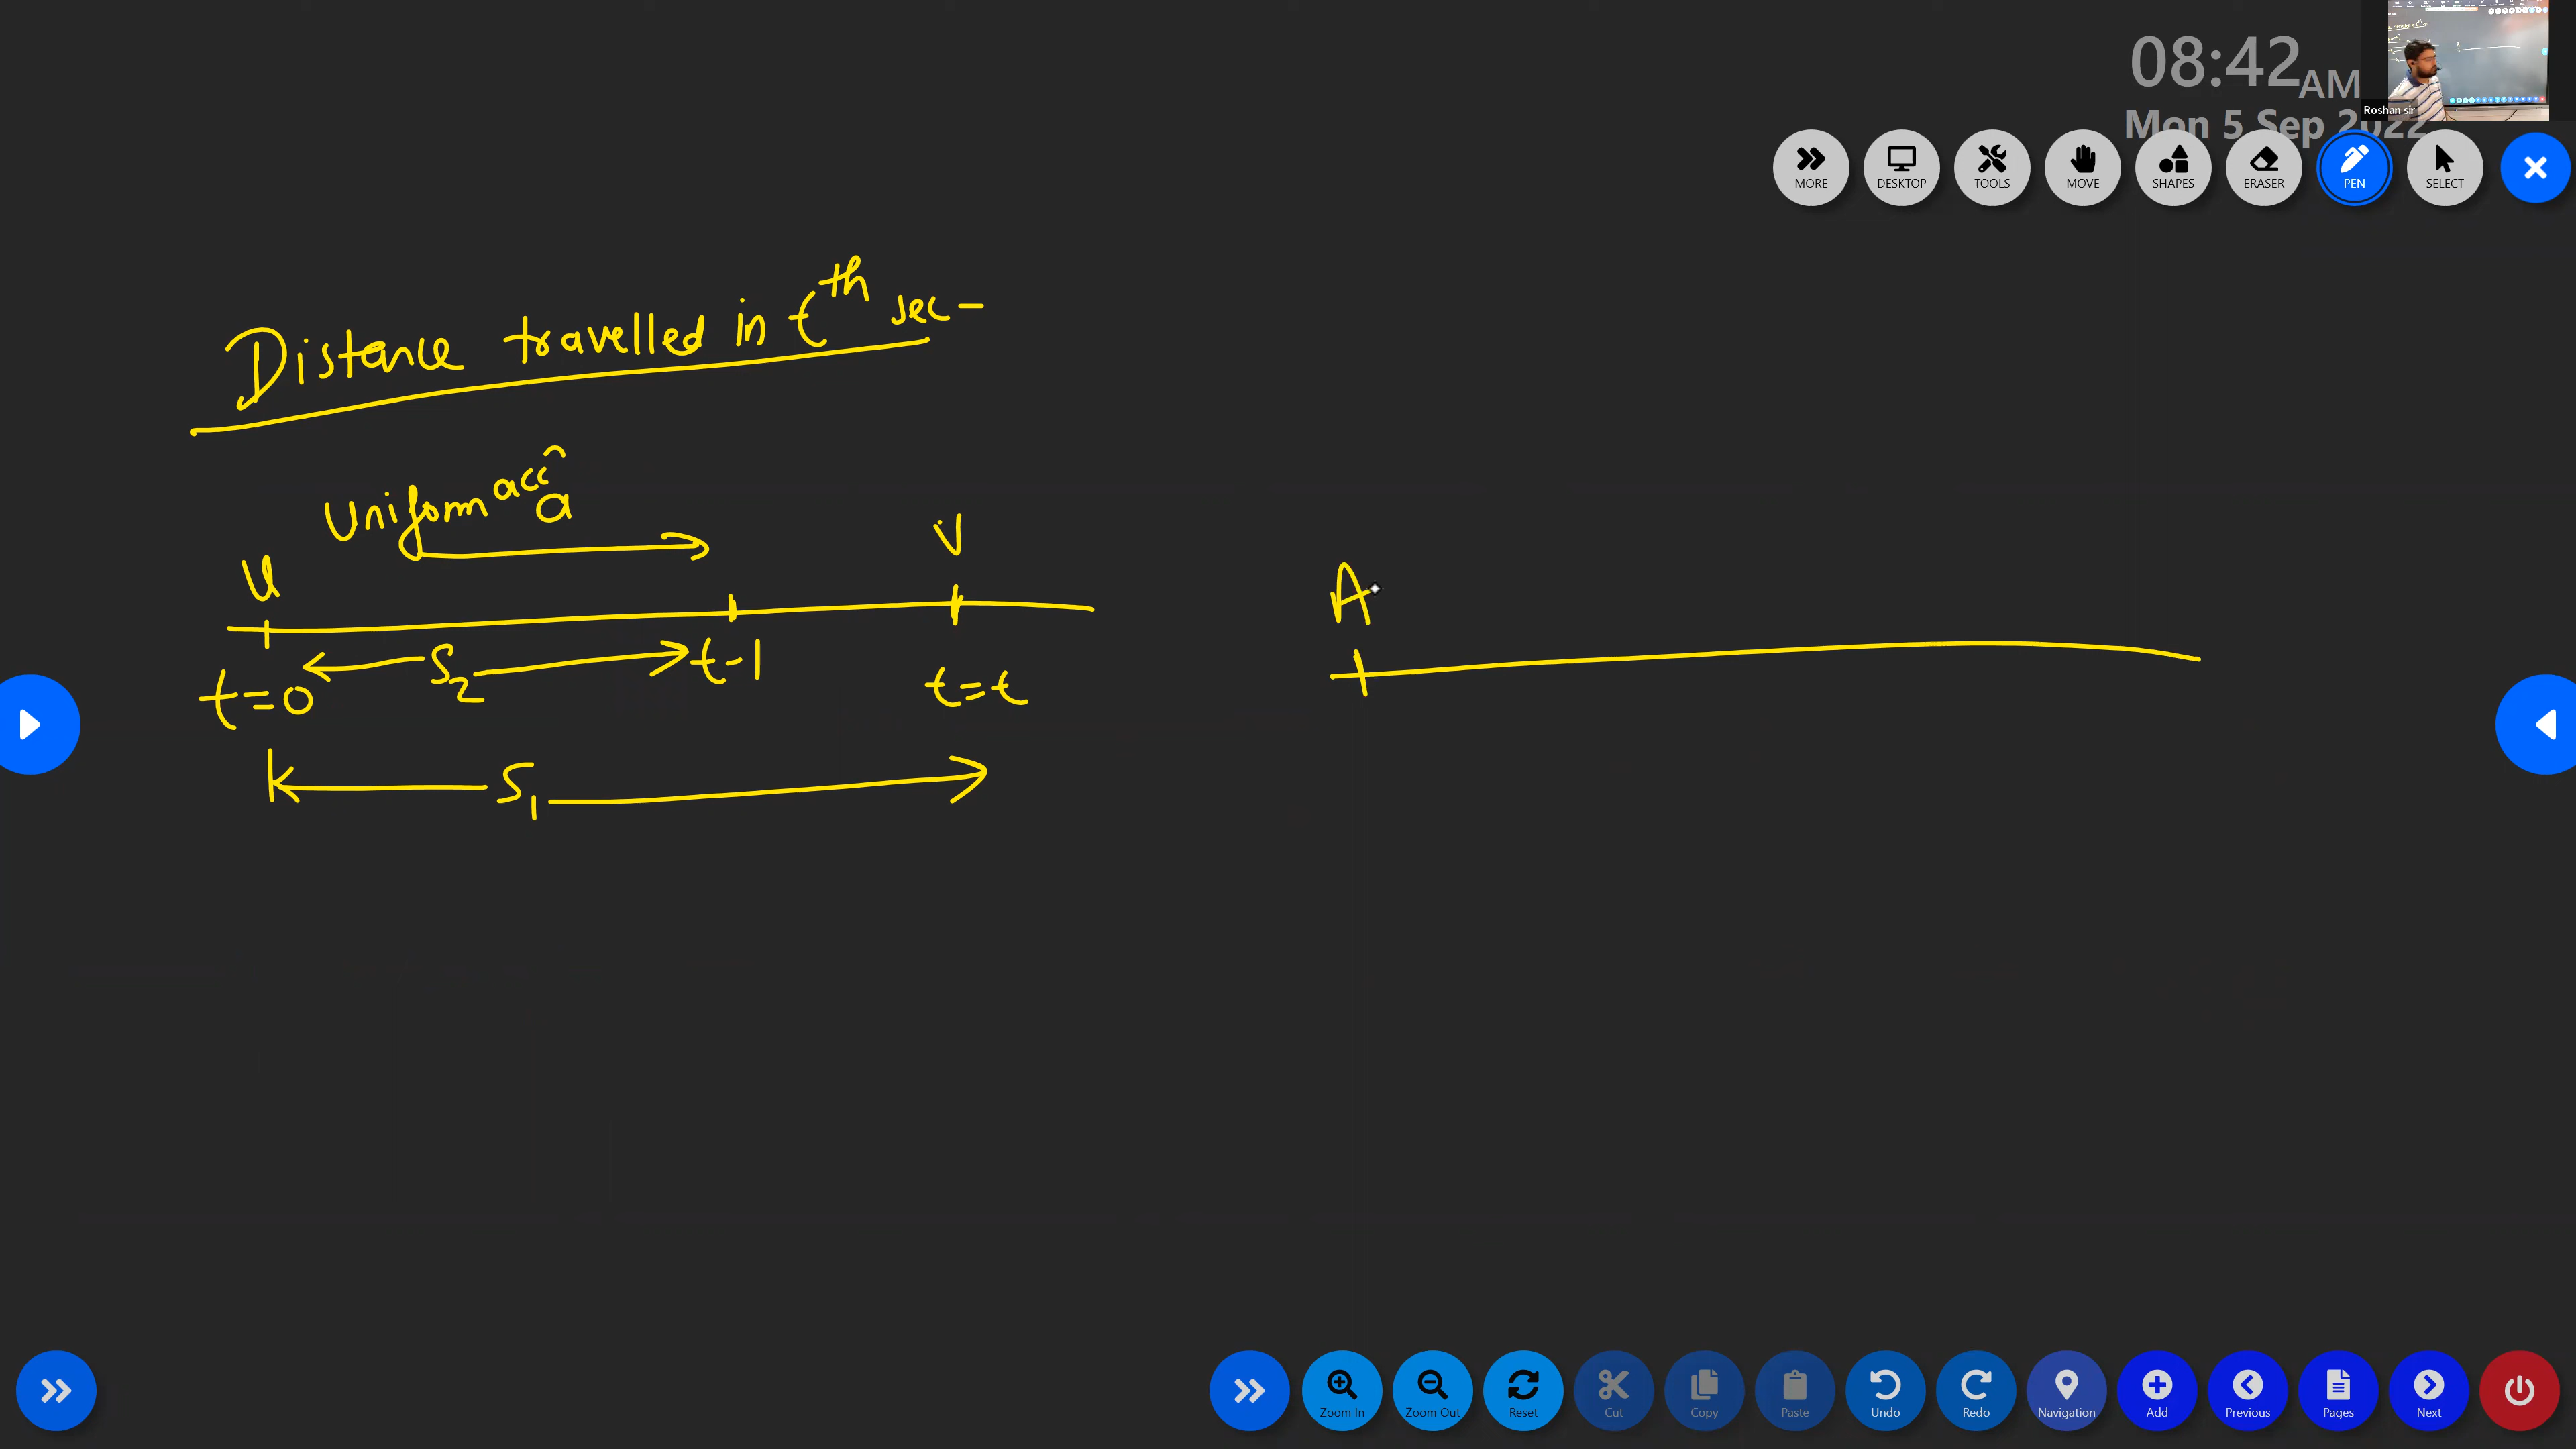 08:42 AM
Mon 5 Sep 2022
Roshan sir
MORE
DESKTOP
TOOLS
MOVE
SHAPES
ERASER
PEN
SELECT
Distance travelled in tth sec -
Uniform acc
a
U
V
A
S2
t-1
t=0
t=t
S1
Zoom In
Zoom Out
Reset
Cut
Copy
Paste
Undo
Redo
Navigation
Add
Previous
Pages
Next